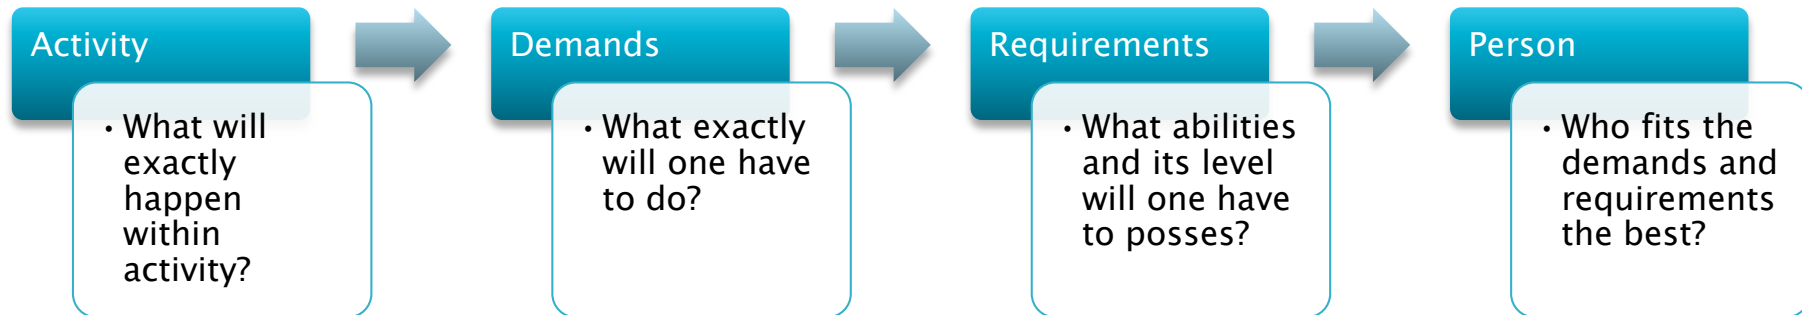 Activity
• What will
exactly
happen
within
activity?
Demands
• What exactly
will one have
to do?
Requirements
• What abilities
and its level
will one have
to posses?
Person
• Who fits the
demands and
requirements
the best?